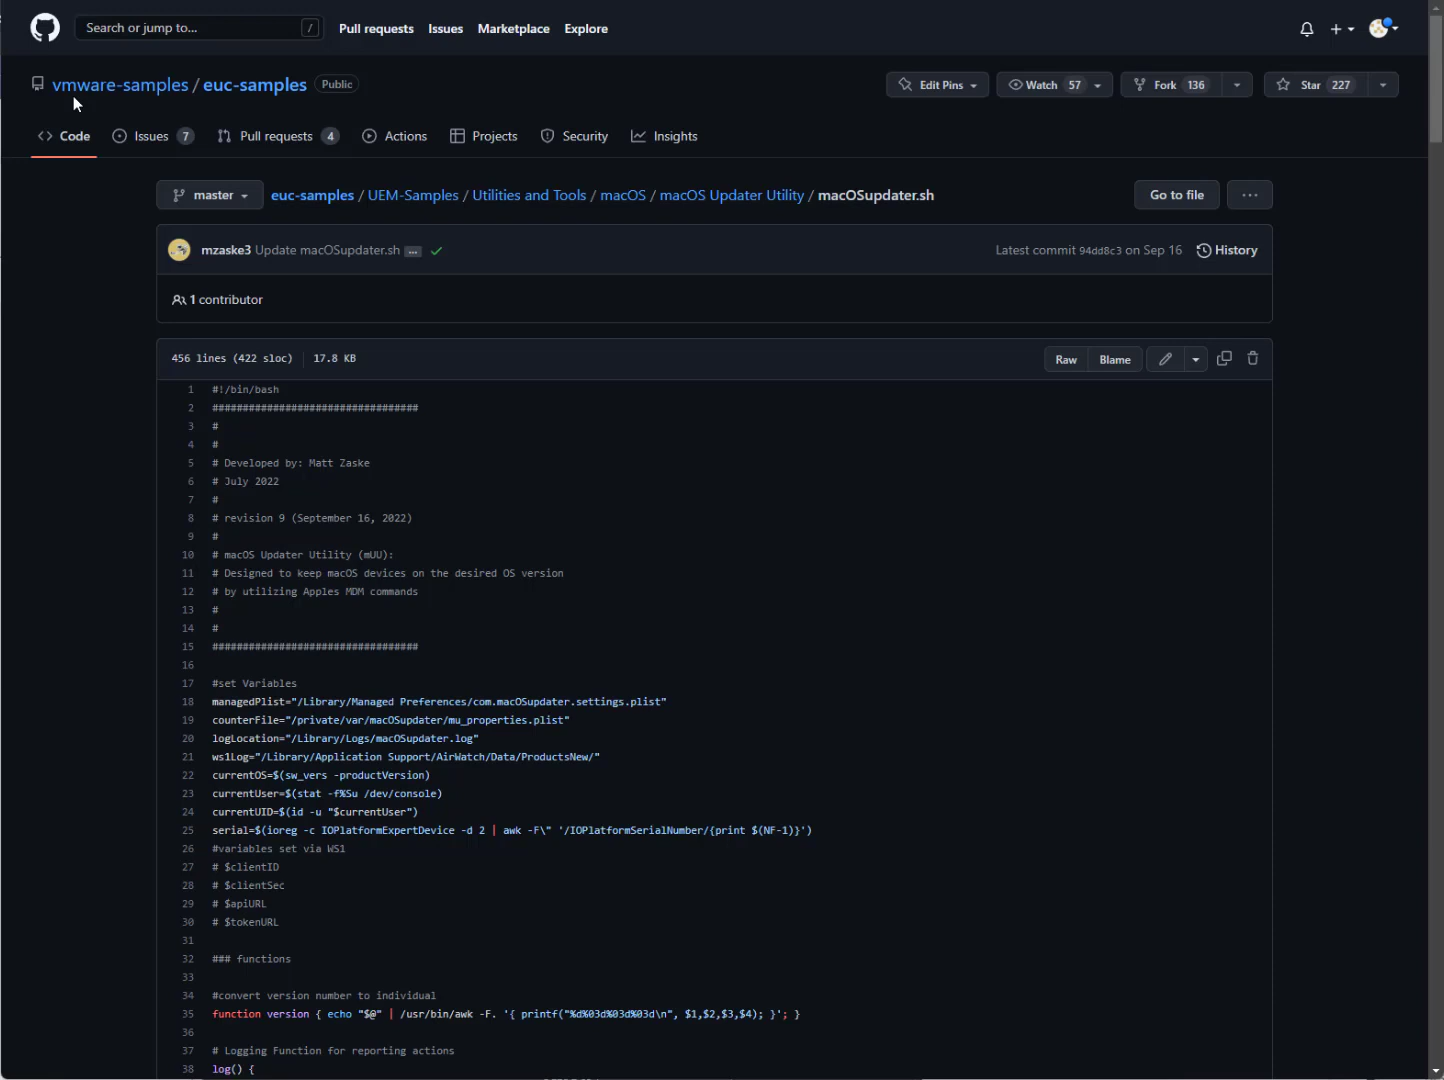 Search or jump to... /
Pull requests Issues Marketplace Explore
vmware-samples / euc-samples Public
Edit Pins Watch 57 Fork 136 Star 227
Code Issues 7 Pull requests 4 Actions Projects Security Insights
master euc-samples / UEM-Samples / Utilities and Tools / macOS / macOS Updater Utility / macOSupdater.sh Go to file ...
mzaske3 Update macOSupdater.sh ... Latest commit 94dd8c3 on Sep 16 History
1 contributor
456 lines (422 sloc) 17.8 KB Raw Blame
1 #!/bin/bash
2 ##################################
3 #
4 #
5 # Developed by: Matt Zaske
6 # July 2022
7 #
8 # revision 9 (September 16, 2022)
9 #
10 # macOS Updater Utility (mUU):
11 # Designed to keep macOS devices on the desired OS version
12 # by utilizing Apples MDM commands
13 #
14 #
15 ##################################
16
17 #set Variables
18 managedPlist="/Library/Managed Preferences/com.macOSupdater.settings.plist"
19 counterFile="/private/var/macOSupdater/mu_properties.plist"
20 logLocation="/Library/Logs/macOSupdater.log"
21 ws1Log="/Library/Application Support/AirWatch/Data/ProductsNew/"
22 currentOS=$(sw_vers -productVersion)
23 currentUser=$(stat -f%Su /dev/console)
24 currentUID=$(id -u "$currentUser")
25 serial=$(ioreg -c IOPlatformExpertDevice -d 2 | awk -F\" '/IOPlatformSerialNumber/{print $(NF-1)}')
26 #variables set via WS1
27 # $clientID
28 # $clientSec
29 # $apiURL
30 # $tokenURL
31
32 ### functions
33
34 #convert version number to individual
35 function version { echo "$@" | /usr/bin/awk -F. '{ printf("%d%03d%03d%03d\n", $1,$2,$3,$4); }'; }
36
37 # Logging Function for reporting actions
38 log() {